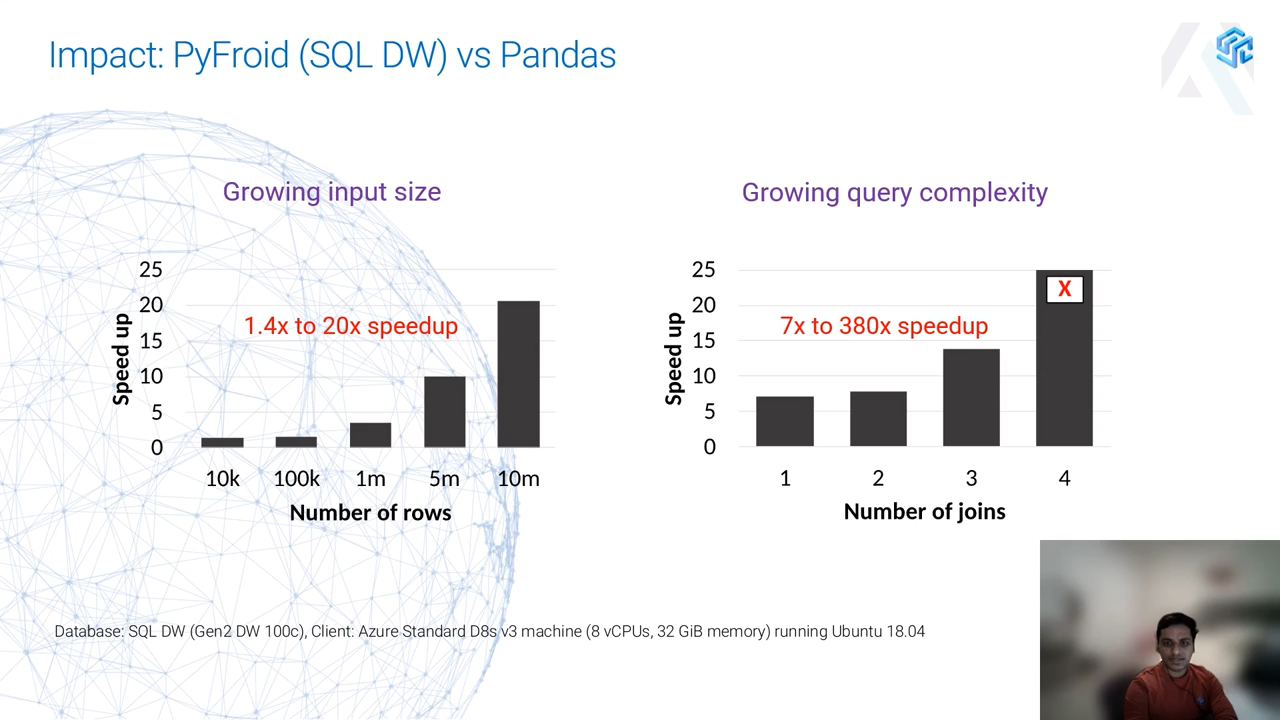 Impact: PyFroid (SQL DW) vs Pandas
Growing input size
Speed up
25
20
15
10
5
0
1.4x to 20x speedup
10k 100k 1m 5m 10m
Number of rows
Growing query complexity
Speed up
25
20
15
10
5
0
7x to 380x speedup
X
1 2 3 4
Number of joins
Database: SQL DW (Gen2 DW 100c), Client: Azure Standard D8s v3 machine (8 vCPUs, 32 GiB memory) running Ubuntu 18.04